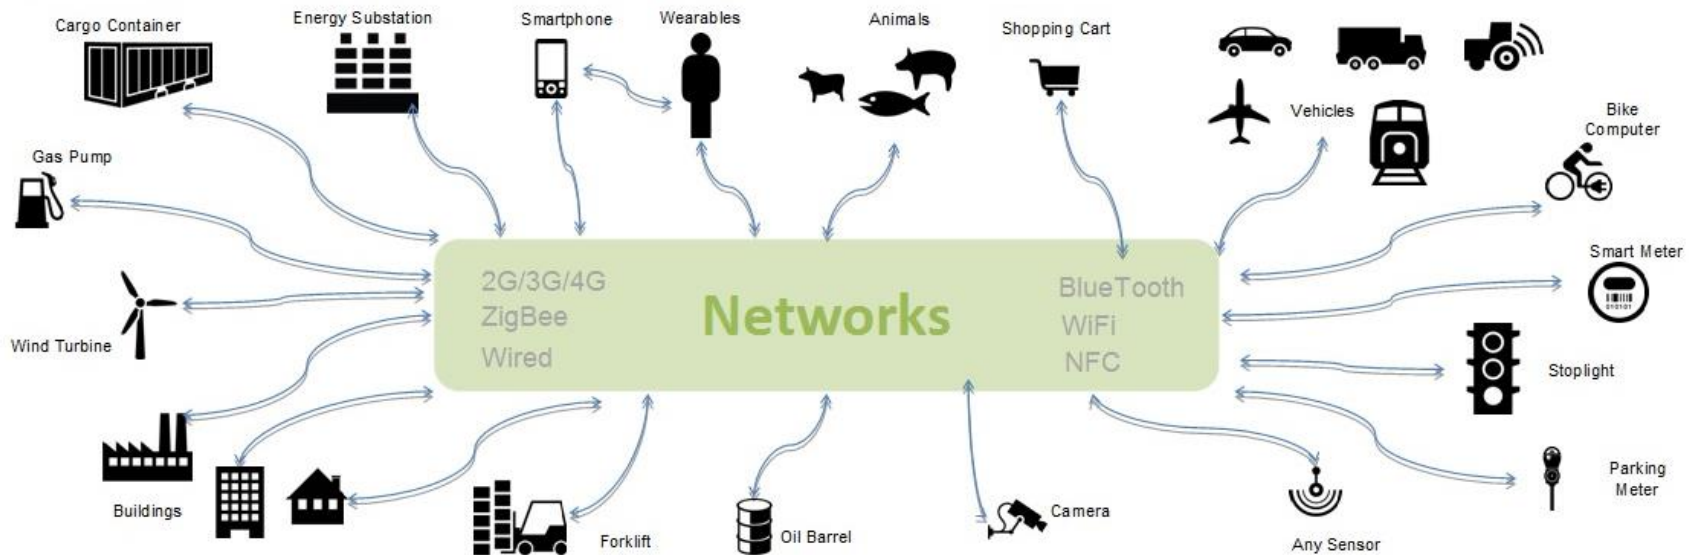 Cargo Container
Energy Substation
Smartphone
Wearables
Animals
Shopping Cart
Vehicles
Bike
Computer
Gas Pump
Smart Meter
010101
2G/3G/4G
ZigBee
Wired
Networks
BlueTooth
WiFi
NFC
Wind Turbine
Stoplight
Buildings
Forklift
Oil Barrel
Camera
Any Sensor
Parking
Meter